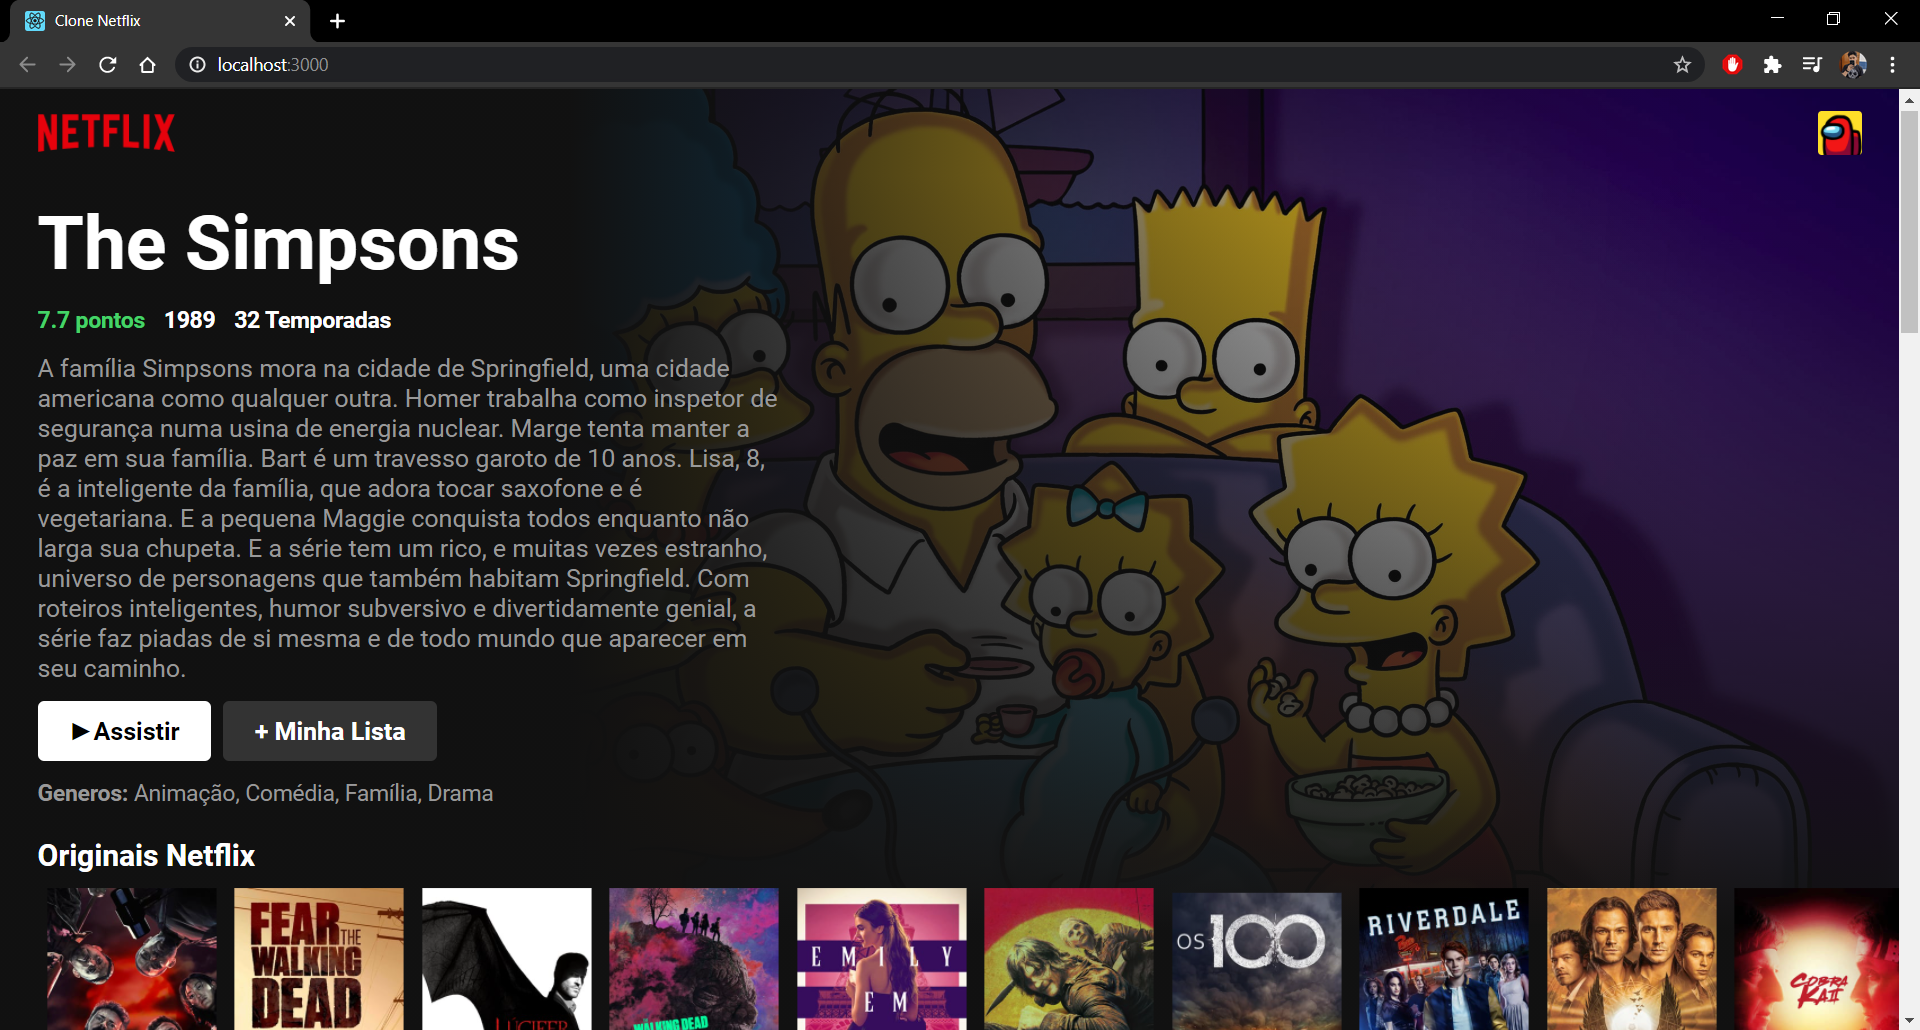 Clone Netflix
localhost:3000
NETFLIX
The Simpsons
7.7 pontos 1989 32 Temporadas
A família Simpsons mora na cidade de Springfield, uma cidade
americana como qualquer outra. Homer trabalha como inspetor de
segurança numa usina de energia nuclear. Marge tenta manter a
paz em sua família. Bart é um travesso garoto de 10 anos. Lisa, 8,
é a inteligente da família, que adora tocar saxofone e é
vegetariana. E a pequena Maggie conquista todos enquanto não
larga sua chupeta. E a série tem um rico, e muitas vezes estranho,
universo de personagens que também habitam Springfield. Com
roteiros inteligentes, humor subversivo e divertidamente genial, a
série faz piadas de si mesma e de todo mundo que aparecer em
seu caminho.
Assistir + Minha Lista
Generos: Animação, Comédia, Família, Drama
Originais Netflix
FEAR THE
WALKING
DEAD
LUCIFER
WALKING DEAD
EMILY
EM
OS 100
RIVERDALE
COBRA
KAI